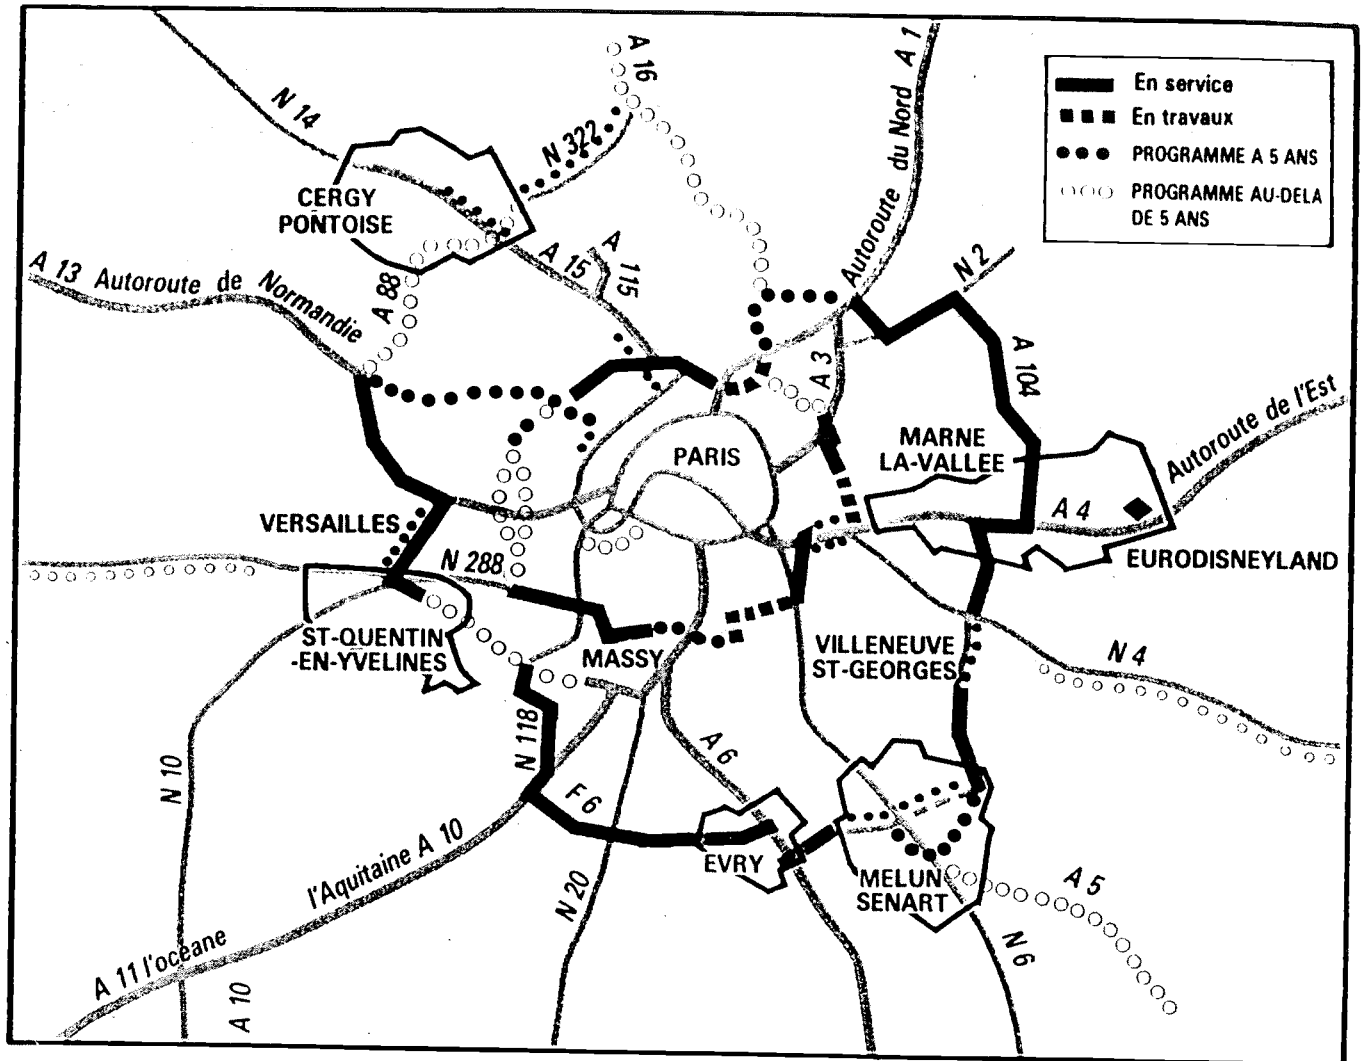 A 16
Autoroute du Nord A 1
En service
En travaux
PROGRAMME A 5 ANS
PROGRAMME AU-DELA
DE 5 ANS
N 14
N 322
CERGY
PONTOISE
A 15
A 115
N 2
A 13 Autoroute de Normandie
A 88
A 3
A 104
PARIS
MARNE
LA-VALLEE
Autoroute de l'Est
A 4
VERSAILLES
EURODISNEYLAND
N 288
ST-QUENTIN
-EN-YVELINES
MASSY
VILLENEUVE
ST-GEORGES
N 4
N 118
N 10
A 6
F 6
l'Aquitaine A 10
EVRY
N 20
MELUN
SENART
A 5
N 6
A 11 l'océane
A 10